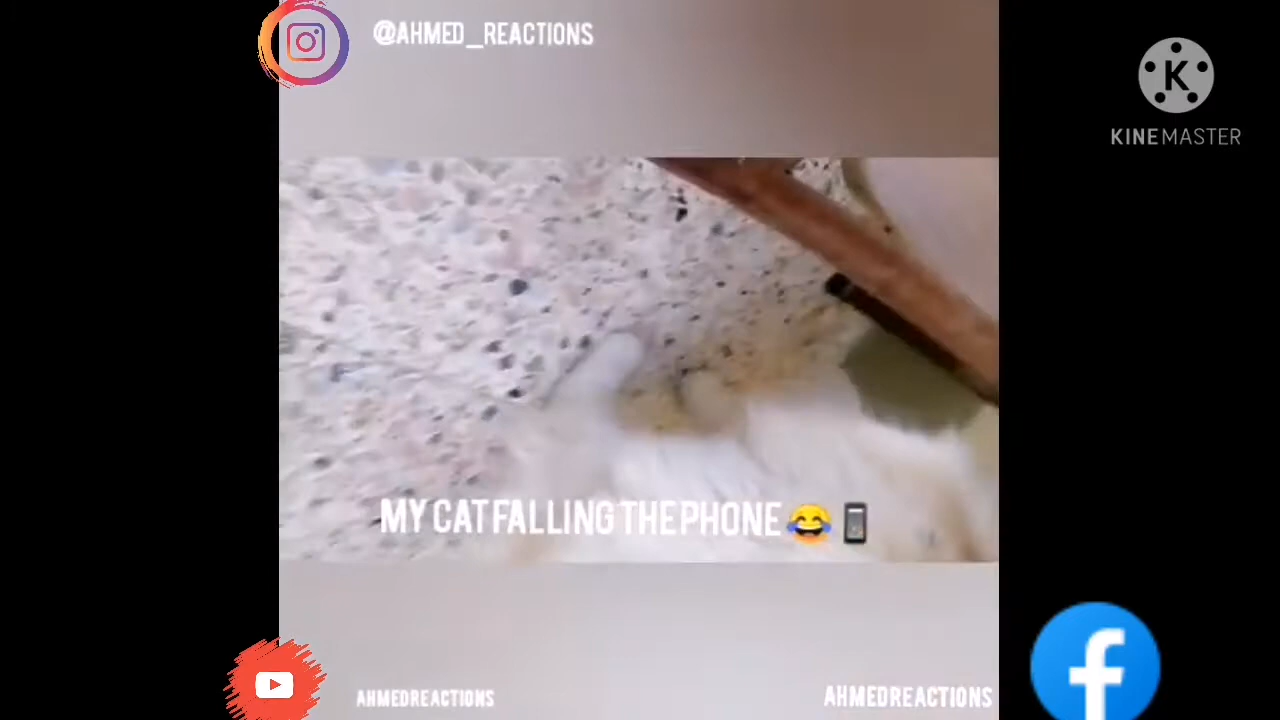 @AHMED_REACTIONS
K
KINEMASTER
MY CAT FALLING THE PHONE 😂📱
AHMEDREACTIONS
AHMEDREACTIONS